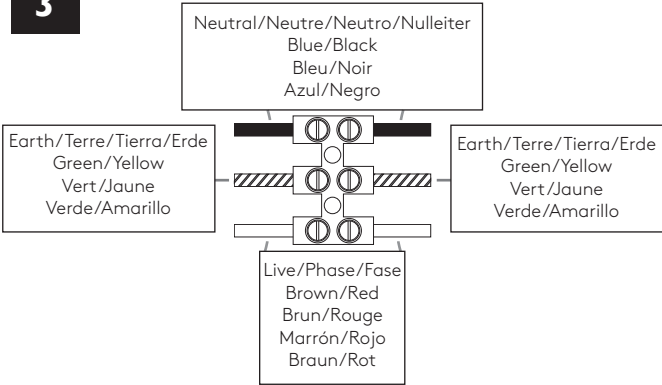 3
Neutral/Neutre/Neutro/Nulleiter
Blue/Black
Bleu/Noir
Azul/Negro
Earth/Terre/Tierra/Erde
Green/Yellow
Vert/Jaune
Verde/Amarillo
Earth/Terre/Tierra/Erde
Green/Yellow
Vert/Jaune
Verde/Amarillo
Live/Phase/Fase
Brown/Red
Brun/Rouge
Marrón/Rojo
Braun/Rot